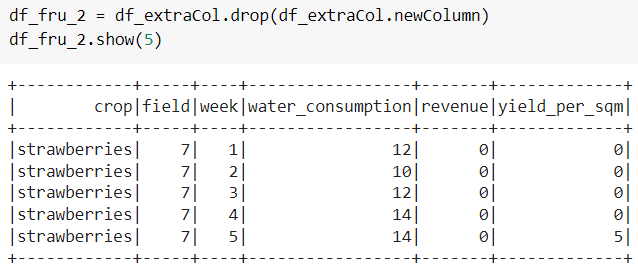 df_fru_2 = df_extraCol.drop(df_extraCol.newColumn)
df_fru_2.show(5)
+------------+-----+----+-----------------+-------+-------------+
|        crop|field|week|water_consumption|revenue|yield_per_sqm|
+------------+-----+----+-----------------+-------+-------------+
|strawberries|    7|   1|               12|      0|            0|
|strawberries|    7|   2|               10|      0|            0|
|strawberries|    7|   3|               12|      0|            0|
|strawberries|    7|   4|               14|      0|            0|
|strawberries|    7|   5|               14|      0|            5|
+------------+-----+----+-----------------+-------+-------------+